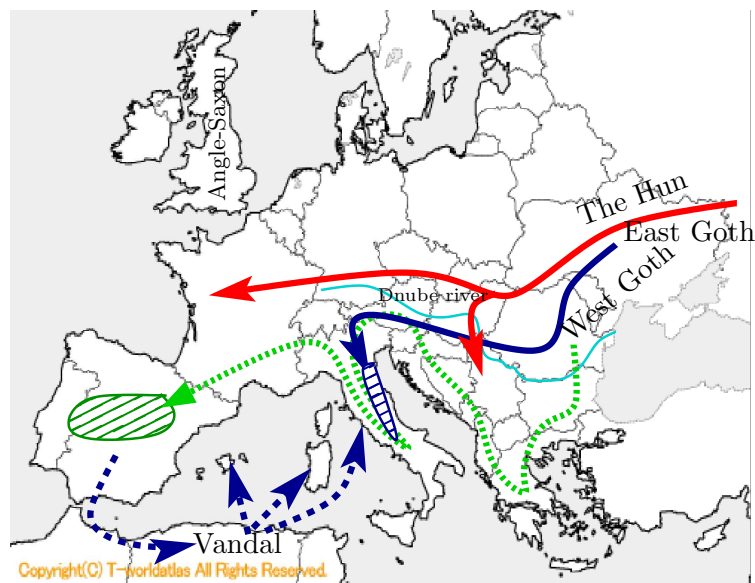 Angle-Saxon
The Hun
East Goth
West Goth
Dnube river
Vandal
Copyright(C) T-worldatlas All Rights Reserved.